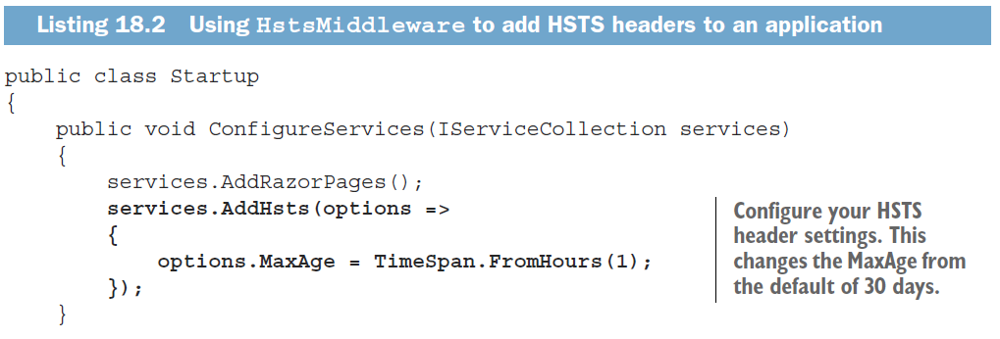 Listing 18.2 Using HstsMiddleware to add HSTS headers to an application
public class Startup
{
    public void ConfigureServices(IServiceCollection services)
    {
        services.AddRazorPages();
        services.AddHsts(options =>
        {
            options.MaxAge = TimeSpan.FromHours(1);
        });
    }
Configure your HSTS
header settings. This
changes the MaxAge from
the default of 30 days.